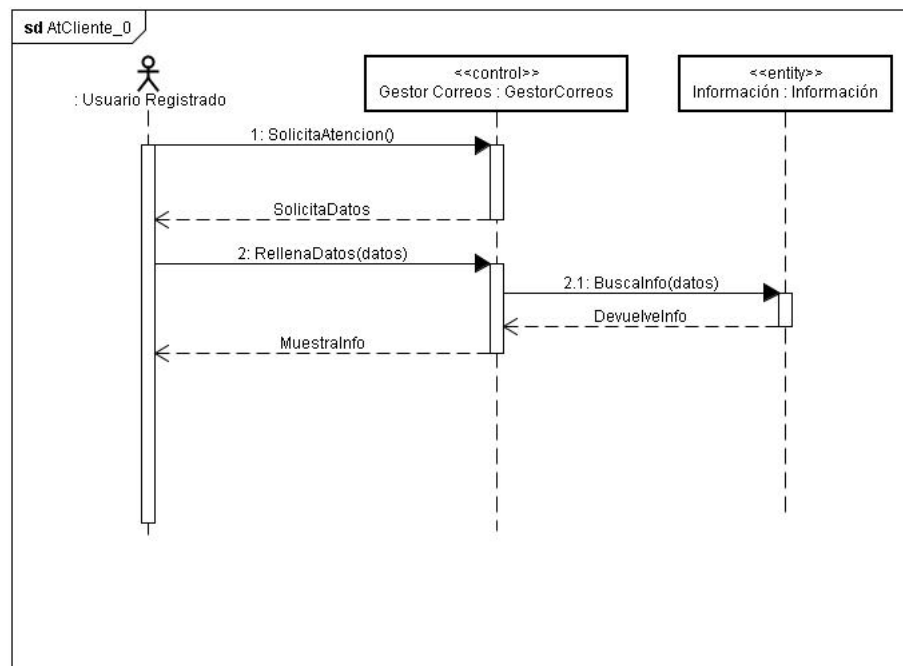 sd AtCliente_0
: Usuario Registrado
<<control>>
Gestor Correos : GestorCorreos
<<entity>>
Información : Información
1: SolicitaAtencion()
SolicitaDatos
2: RellenaDatos(datos)
2.1: BuscaInfo(datos)
DevuelveInfo
MuestraInfo